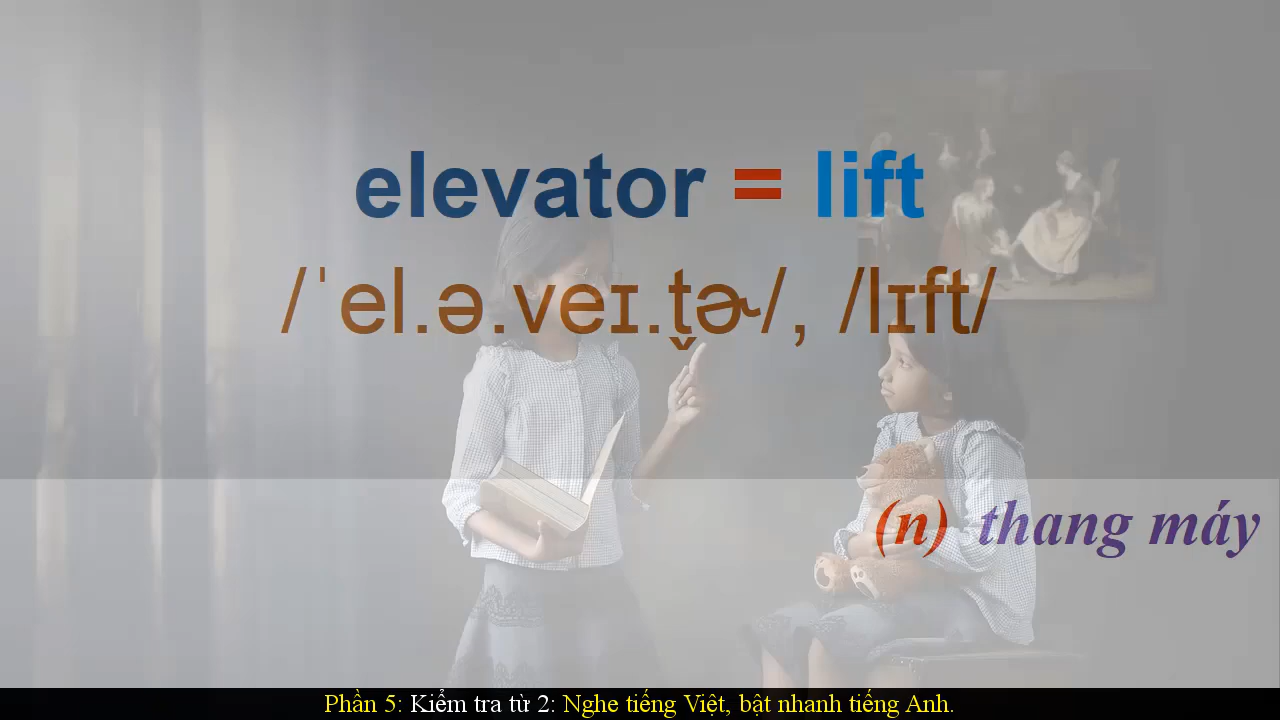 elevator = lift
/ˈel.ə.veɪ.t̬ɚ/, /lɪft/
(n) thang máy
Phần 5: Kiểm tra từ 2: Nghe tiếng Việt, bật nhanh tiếng Anh.